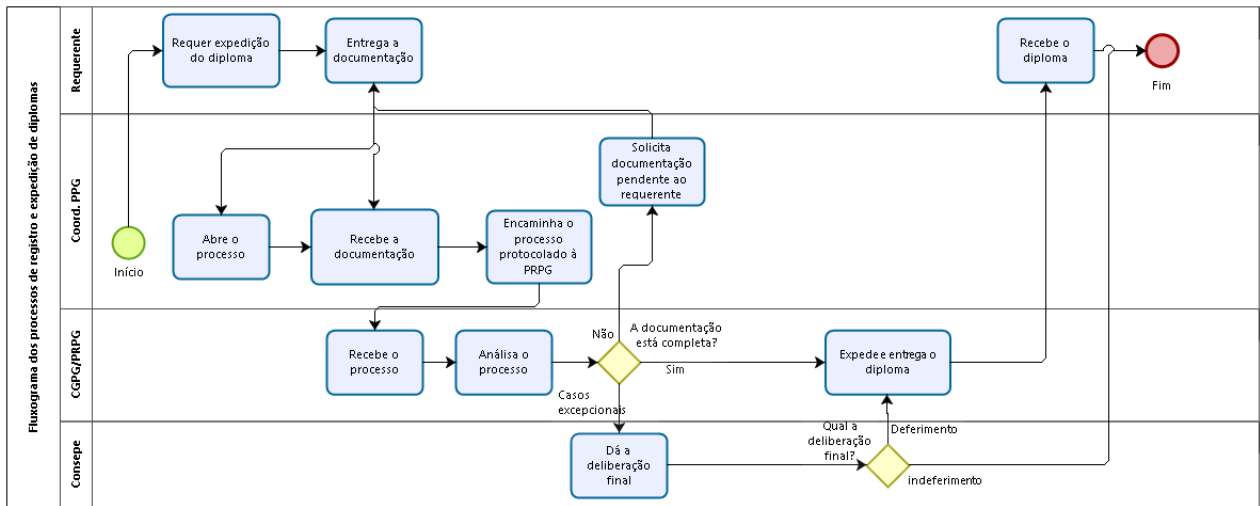 Fluxograma dos processos de registro e expedição de diplomas
Requerente
Requer expedição
do diploma
Entrega a
documentação
Recebe o
diploma
Fim
Coord. PPG
Início
Abre o
processo
Recebe a
documentação
Encaminha o
processo
protocolado à
PRPG
Solicita
documentação
pendente ao
requerente
CGPG/PRPG
Recebe o
processo
Análisa o
processo
Não
A documentação
está completa?
Sim
Casos
excepcionais
Expede e entrega o
diploma
Consepe
Dá a
deliberação
final
Qual a
deliberação
final?
Deferimento
indeferimento